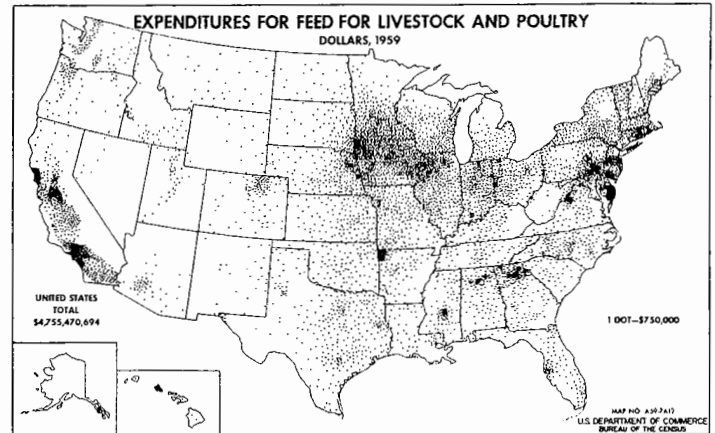 EXPENDITURES FOR FEED FOR LIVESTOCK AND POULTRY
DOLLARS, 1959
UNITED STATES
TOTAL
$4,755,470,694
1 DOT—$750,000
MAP NO. A59-7A17
U.S. DEPARTMENT OF COMMERCE
BUREAU OF THE CENSUS